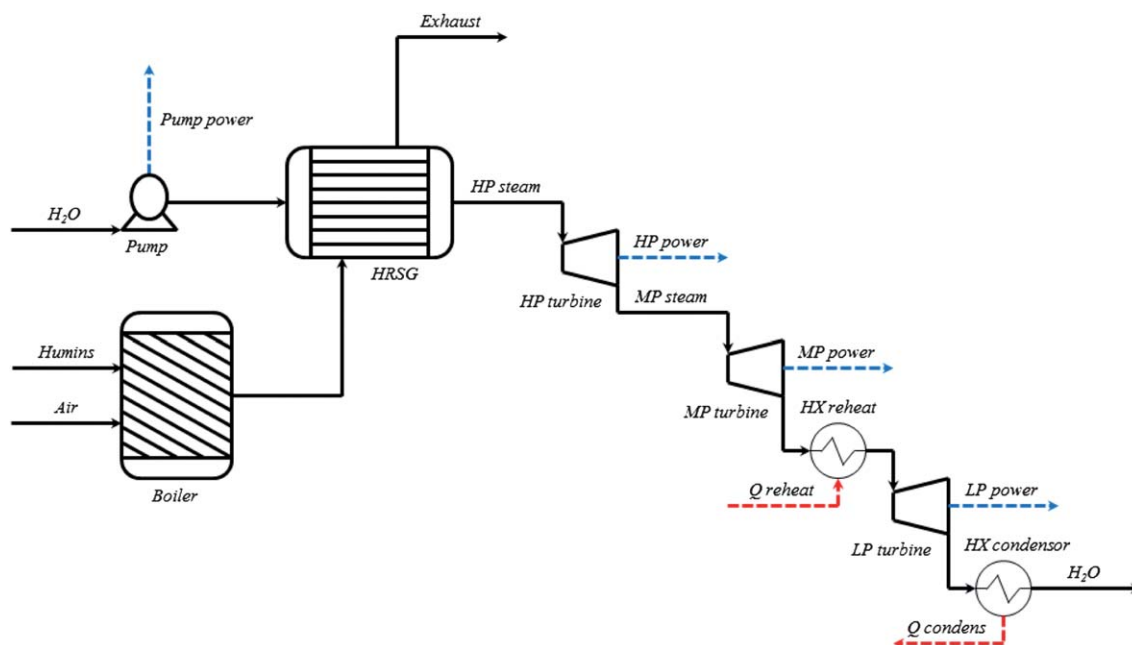 Exhaust
Pump power
HP steam
H₂O
Pump
HRSG
HP power
HP turbine
MP steam
Humins
Air
Boiler
MP power
MP turbine
HX reheat
Q reheat
LP power
LP turbine
HX condensor
H₂O
Q condens